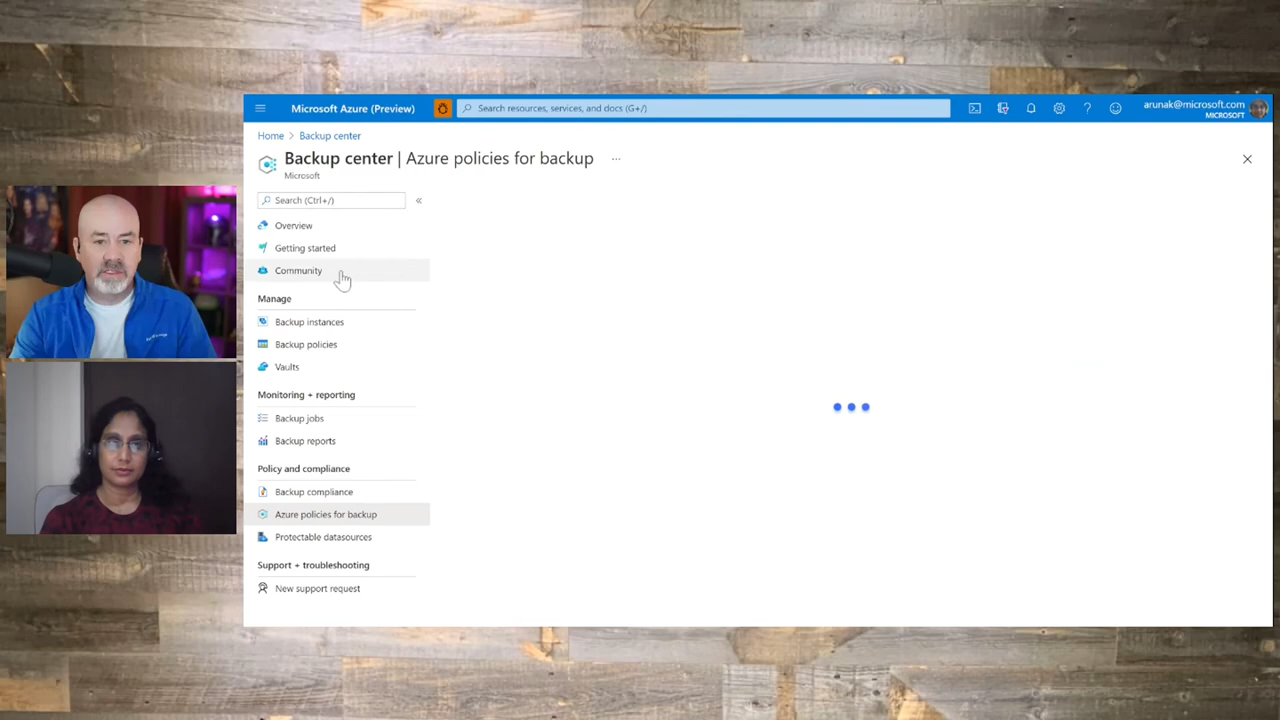 Microsoft Azure (Preview)
Search resources, services, and docs (G+/)
arunak@microsoft.com
MICROSOFT
Home > Backup center
Backup center | Azure policies for backup ...
Microsoft
Search (Ctrl+/)
«
Overview
Getting started
Community
Manage
Backup instances
Backup policies
Vaults
Monitoring + reporting
Backup jobs
Backup reports
Policy and compliance
Backup compliance
Azure policies for backup
Protectable datasources
Support + troubleshooting
New support request